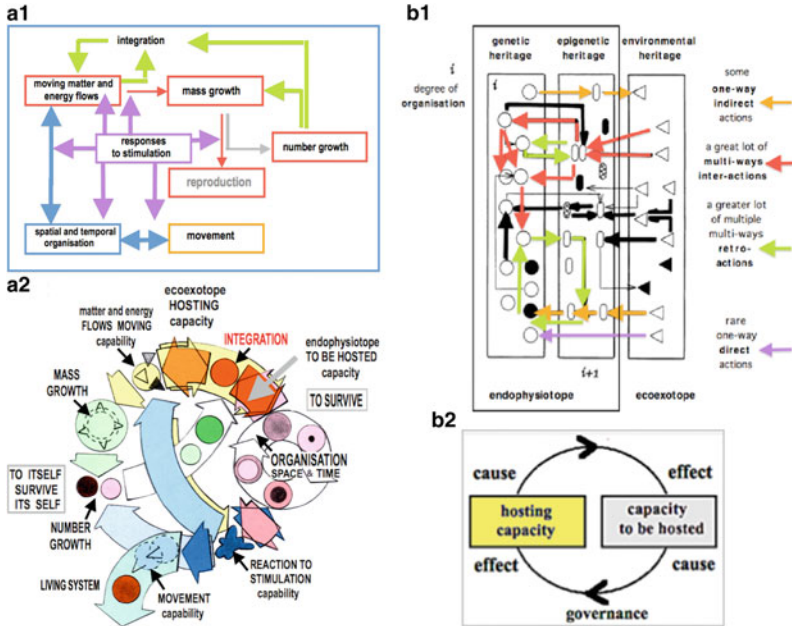 a1
integration
moving matter and
energy flows
mass growth
responses
to stimulation
number growth
reproduction
spatial and temporal
organisation
movement
a2
matter and energy
FLOWS MOVING
capability
ecoexotope
HOSTING
capacity
INTEGRATION
endophysiotope
TO BE HOSTED
capacity
MASS
GROWTH
TO SURVIVE
ORGANISATION
SPACE & TIME
TO ITSELF
SURVIVE
ITS SELF
NUMBER
GROWTH
REACTION TO
STIMULATION
capability
LIVING SYSTEM
MOVEMENT
capability
b1
genetic
heritage
epigenetic
heritage
environmental
heritage
i
degree of
organisation
i
some
one-way
indirect
actions
a great lot of
multi-ways
inter-actions
a greater lot
of multiple
multi-ways
retro-
actions
rare
one-way
direct
actions
i+1
endophysiotope
ecoexotope
b2
cause
effect
hosting
capacity
capacity
to be hosted
effect
cause
governance